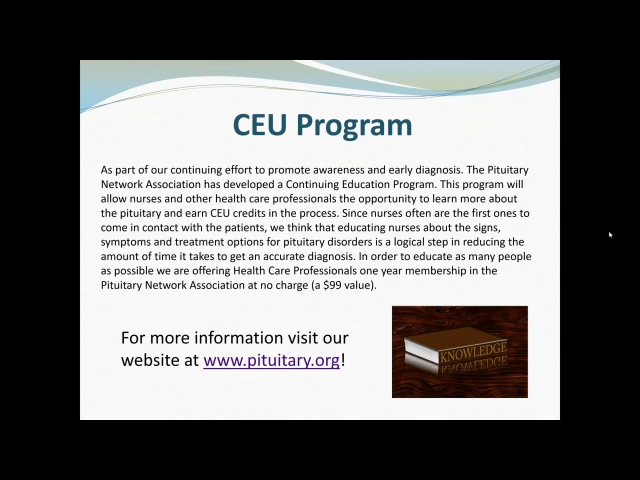 CEU Program
As part of our continuing effort to promote awareness and early diagnosis. The Pituitary
Network Association has developed a Continuing Education Program. This program will
allow nurses and other health care professionals the opportunity to learn more about
the pituitary and earn CEU credits in the process. Since nurses often are the first ones to
come in contact with the patients, we think that educating nurses about the signs,
symptoms and treatment options for pituitary disorders is a logical step in reducing the
amount of time it takes to get an accurate diagnosis. In order to educate as many people
as possible we are offering Health Care Professionals one year membership in the
Pituitary Network Association at no charge (a $99 value).
For more information visit our
website at www.pituitary.org!
KNOWLEDGE